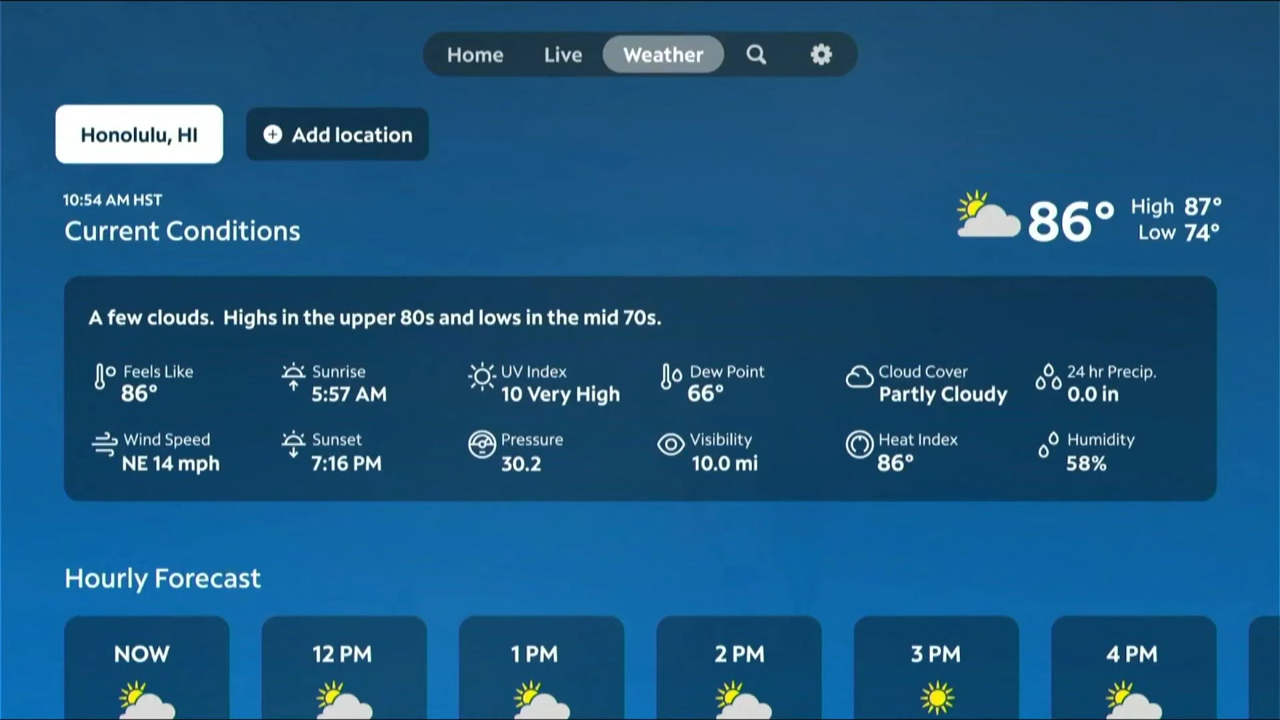 Home Live Weather
Honolulu, HI Add location
10:54 AM HST
Current Conditions
86° High 87°
Low 74°
A few clouds. Highs in the upper 80s and lows in the mid 70s.
Feels Like Sunrise UV Index Dew Point Cloud Cover 24 hr Precip.
86° 5:57 AM 10 Very High 66° Partly Cloudy 0.0 in
Wind Speed Sunset Pressure Visibility Heat Index Humidity
NE 14 mph 7:16 PM 30.2 10.0 mi 86° 58%
Hourly Forecast
NOW 12 PM 1 PM 2 PM 3 PM 4 PM